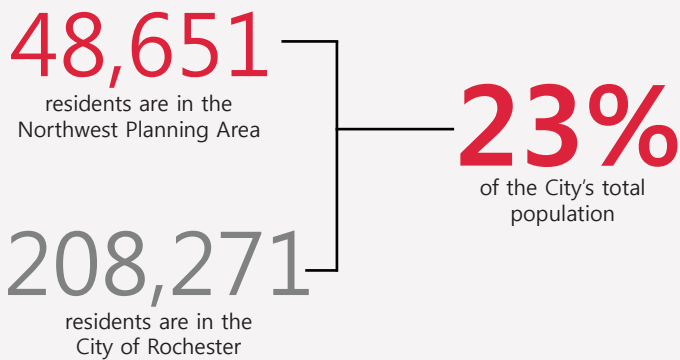 48,651
residents are in the
Northwest Planning Area
23%
of the City's total
population
208,271
residents are in the
City of Rochester